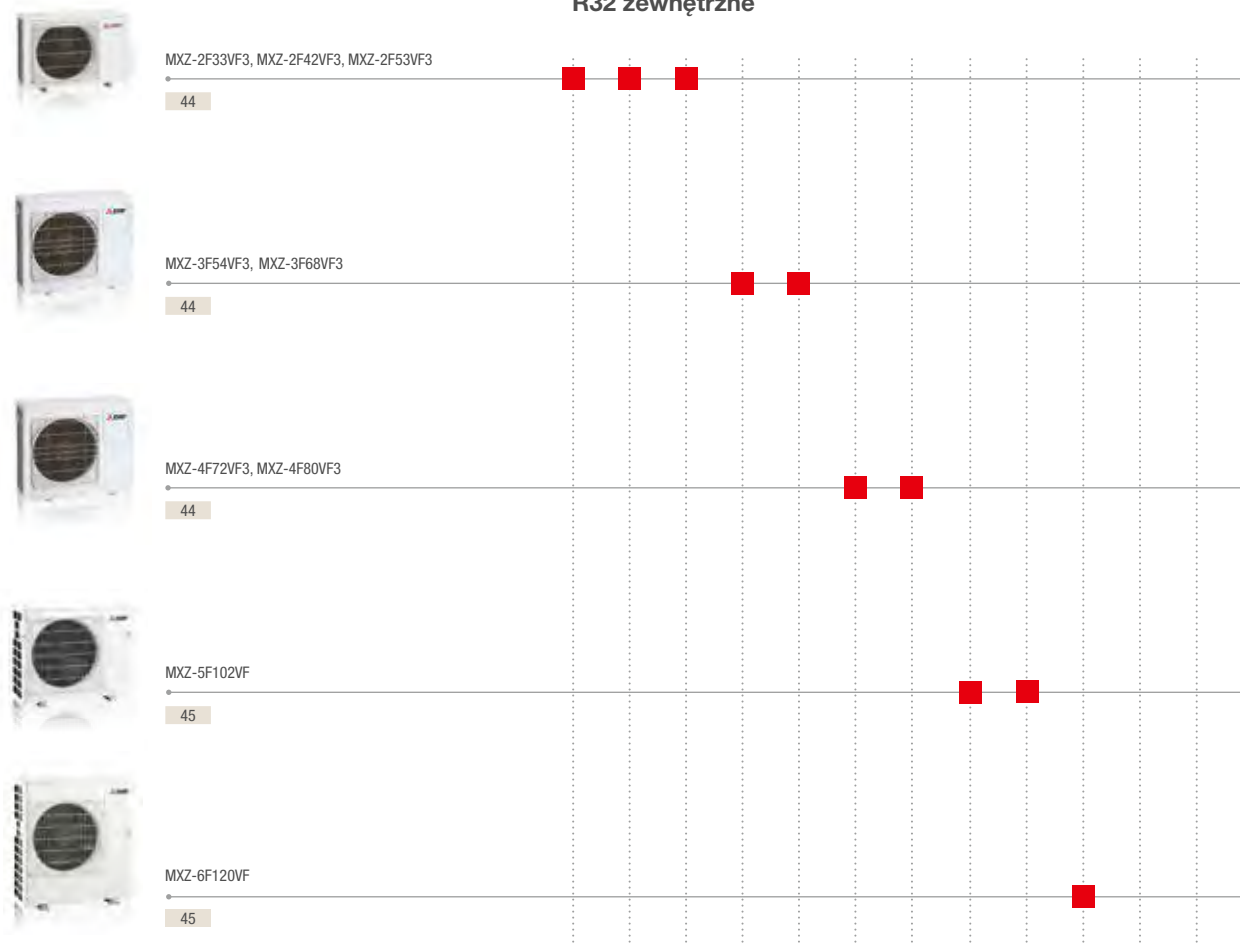 R32 zewnętrzne
MXZ-2F33VF3, MXZ-2F42VF3, MXZ-2F53VF3
44
MXZ-3F54VF3, MXZ-3F68VF3
44
MXZ-4F72VF3, MXZ-4F80VF3
44
MXZ-5F102VF
45
MXZ-6F120VF
45